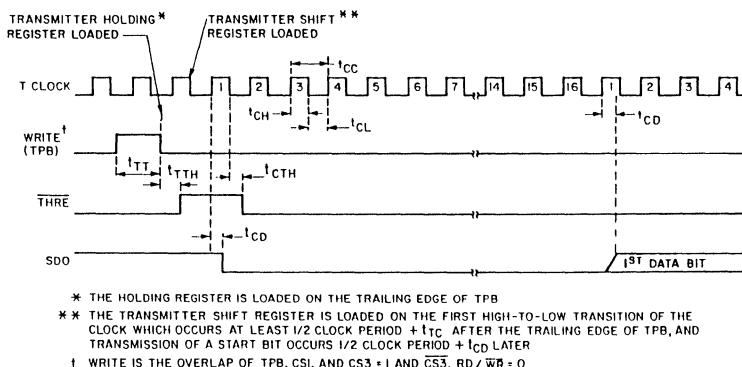 TRANSMITTER HOLDING *
REGISTER LOADED
TRANSMITTER SHIFT **
REGISTER LOADED
tCC
T CLOCK
1 2 3 4 5 6 7 14 15 16 1 2 3 4
tCH
tCL
tCD
WRITE†
(TPB)
tTT
tTTH
tCTH
THRE
tCD
SDO
1ST DATA BIT
* THE HOLDING REGISTER IS LOADED ON THE TRAILING EDGE OF TPB
** THE TRANSMITTER SHIFT REGISTER IS LOADED ON THE FIRST HIGH-TO-LOW TRANSITION OF THE
CLOCK WHICH OCCURS AT LEAST 1/2 CLOCK PERIOD + tTC AFTER THE TRAILING EDGE OF TPB, AND
TRANSMISSION OF A START BIT OCCURS 1/2 CLOCK PERIOD + tCD LATER
† WRITE IS THE OVERLAP OF TPB, CS1, AND CS3 = 1 AND CS3, RD / WR = 0